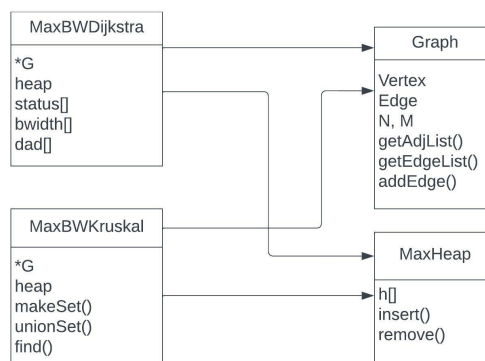 MaxBWDijkstra
*G
heap
status[]
bwidth[]
dad[]
Graph
Vertex
Edge
N, M
getAdjList()
getEdgeList()
addEdge()
MaxBWKruskal
*G
heap
makeSet()
unionSet()
find()
MaxHeap
h[]
insert()
remove()